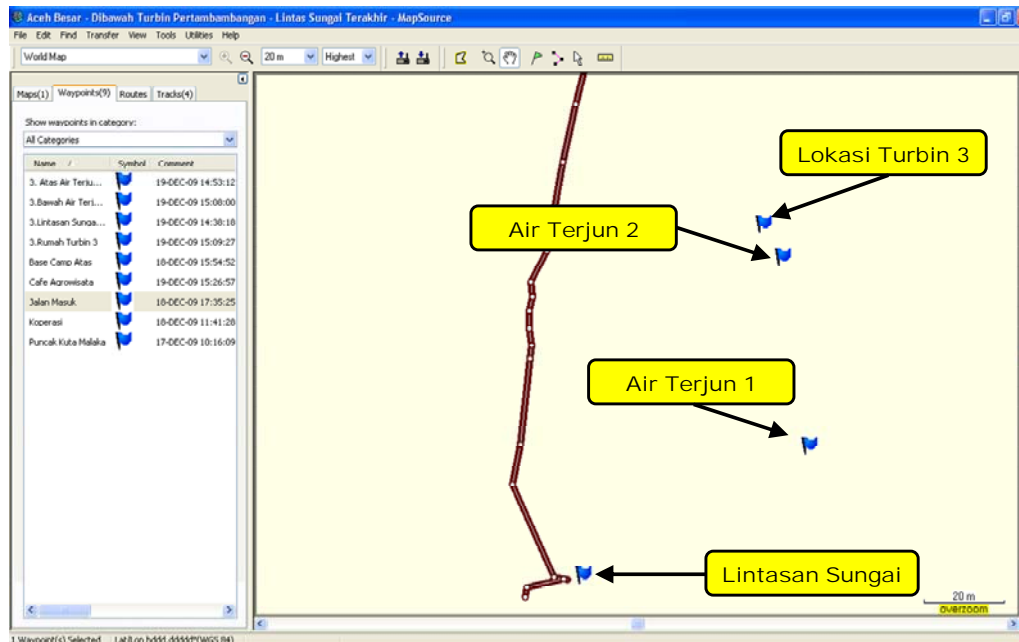 Aceh Besar - Dibawah Turbin Pertambambangan - Lintas Sungai Terakhir - MapSource
File Edit Find Transfer View Tools Utilities Help
World Map 20 m Highest
Maps(1) Waypoints(9) Routes Tracks(4)
Show waypoints in category:
All Categories
Name Symbol Comment
3. Atas Air Terju... 19-DEC-09 14:53:12
3.Bawah Air Terj... 19-DEC-09 15:08:00
3.Lintasan Sunga... 19-DEC-09 14:38:18
3.Rumah Turbin 3 19-DEC-09 15:09:27
Base Camp Atas 18-DEC-09 15:54:52
Cafe Agrowisata 19-DEC-09 15:26:57
Jalan Masuk 18-DEC-09 17:35:25
Koperasi 18-DEC-09 11:41:28
Puncak Kuta Malaka 17-DEC-09 10:16:09
Lokasi Turbin 3
Air Terjun 2
Air Terjun 1
Lintasan Sungai
20 m
overzoom
1 Waypoint(s) Selected